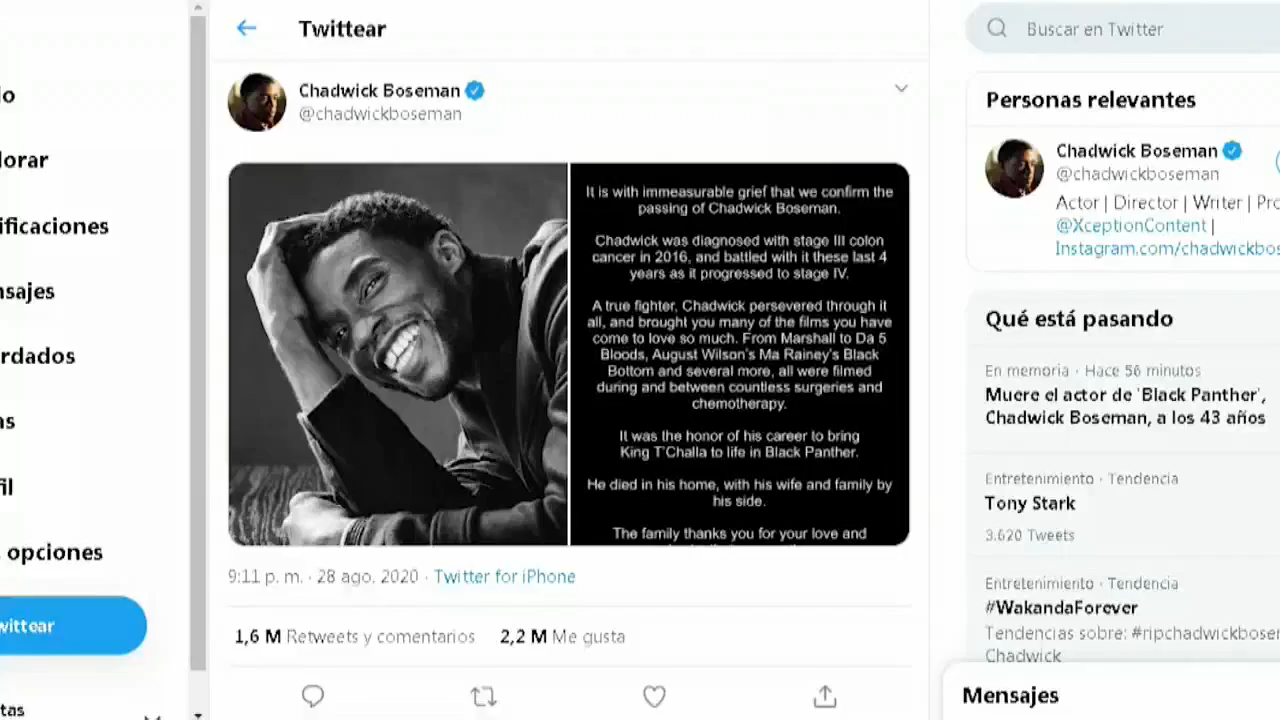 Twittear
Buscar en Twitter
Chadwick Boseman
@chadwickboseman
It is with immeasurable grief that we confirm the
passing of Chadwick Boseman.
Chadwick was diagnosed with stage III colon
cancer in 2016, and battled with it these last 4
years as it progressed to stage IV.
A true fighter, Chadwick persevered through it
all, and brought you many of the films you have
come to love so much. From Marshall to Da 5
Bloods, August Wilson's Ma Rainey's Black
Bottom and several more, all were filmed
during and between countless surgeries and
chemotherapy.
It was the honor of his career to bring
King T'Challa to life in Black Panther.
He died in his home, with his wife and family by
his side.
The family thanks you for your love and
9:11 p. m. · 28 ago. 2020 · Twitter for iPhone
1,6 M Retweets y comentarios 2,2 M Me gusta
Personas relevantes
Chadwick Boseman
@chadwickboseman
Actor | Director | Writer | Pro
@XceptionContent |
Instagram.com/chadwickbos
Qué está pasando
En memoria · Hace 56 minutos
Muere el actor de 'Black Panther',
Chadwick Boseman, a los 43 años
Entretenimiento · Tendencia
Tony Stark
3.620 Tweets
Entretenimiento · Tendencia
#WakandaForever
Tendencias sobre: #ripchadwickbosem
Chadwick
Mensajes
lo
lorar
ificaciones
nsajes
rdados
as
fil
opciones
wittear
tas